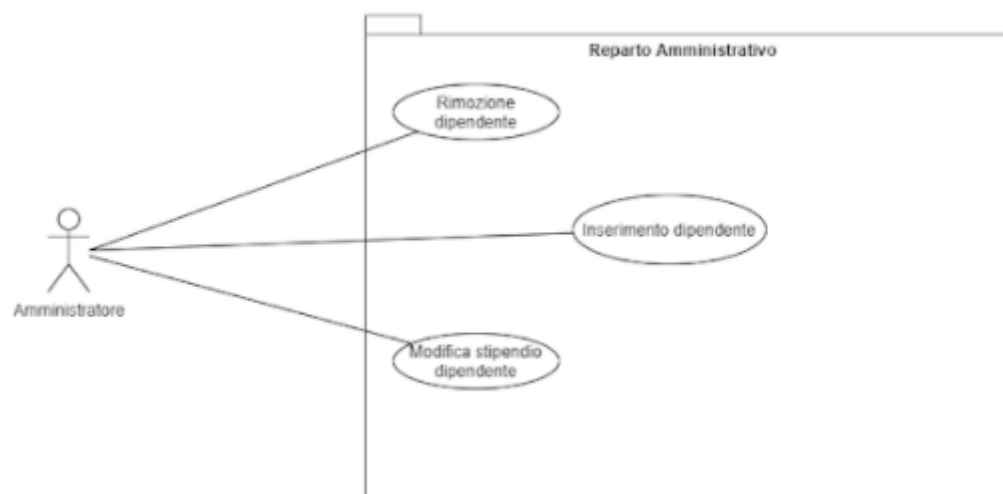 Reparto Amministrativo
Rimozione
dipendente
Inserimento dipendente
Amministratore
Modifica stipendio
dipendente